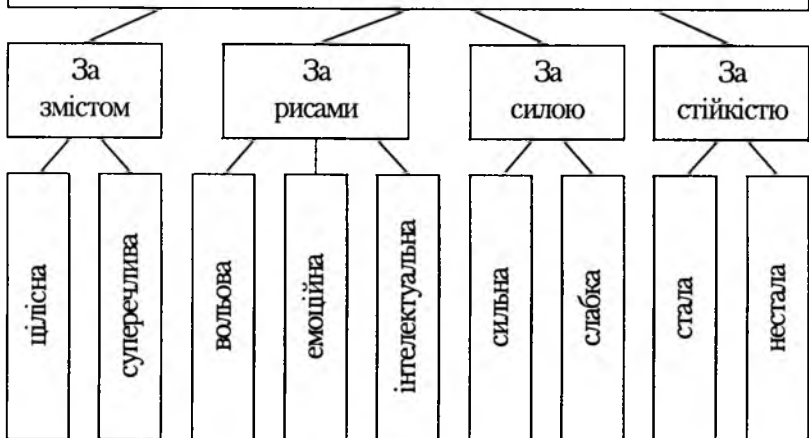 За
змістом
За
рисами
За
силою
За
стійкістю
цілісна
суперечлива
вольова
емоційна
інтелектуальна
сильна
слабка
стала
нестала